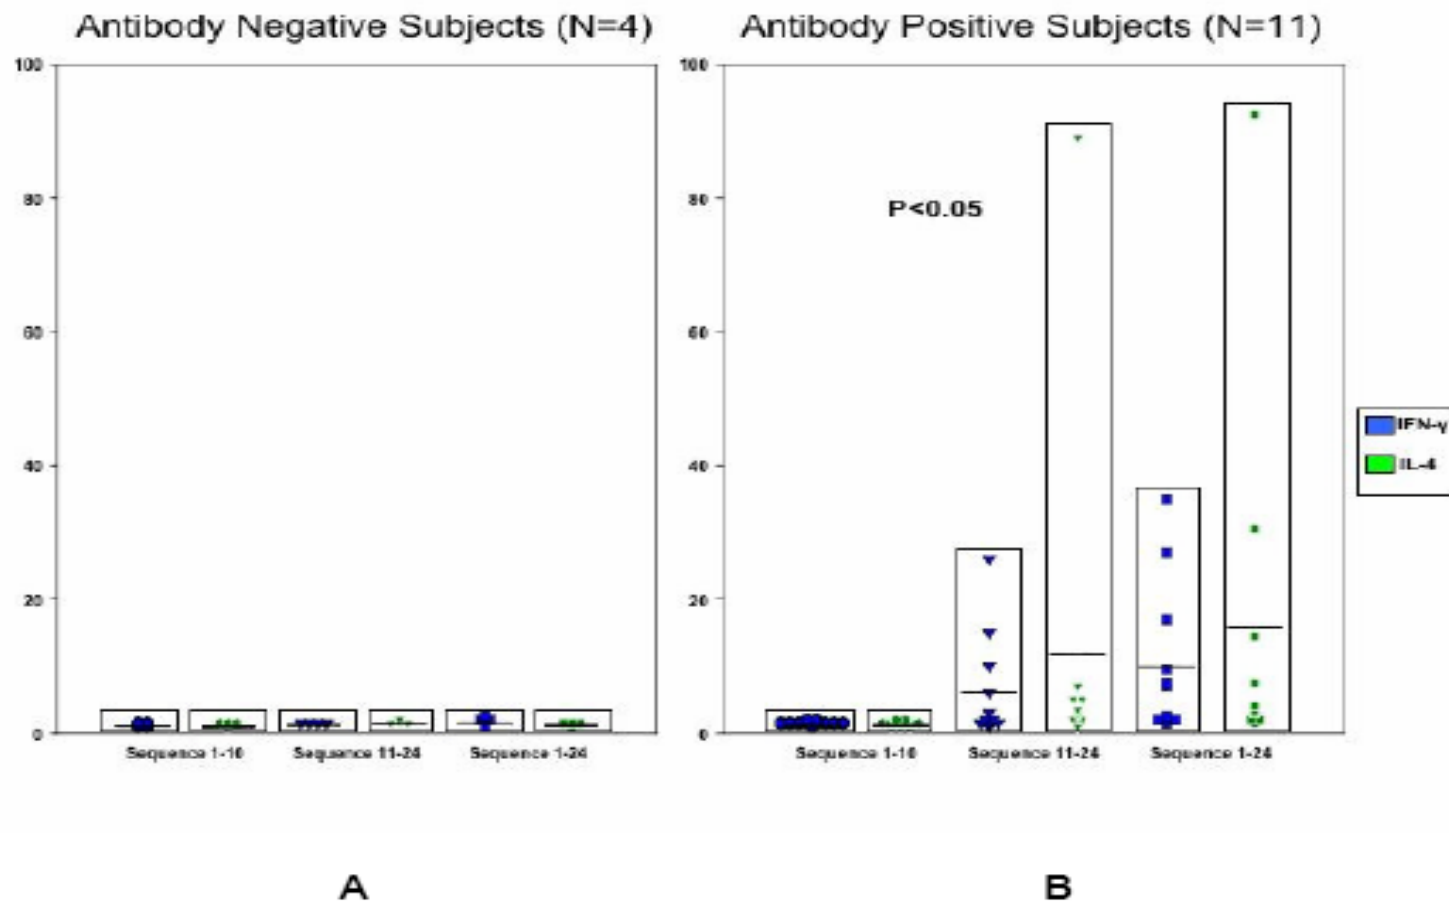 Antibody Negative Subjects (N=4)
100
80
60
40
20
0
Sequence 1-10
Sequence 11-24
Sequence 1-24
A
Antibody Positive Subjects (N=11)
100
80
60
40
20
0
P<0.05
Sequence 1-10
Sequence 11-24
Sequence 1-24
B
IFN-γ
IL-4